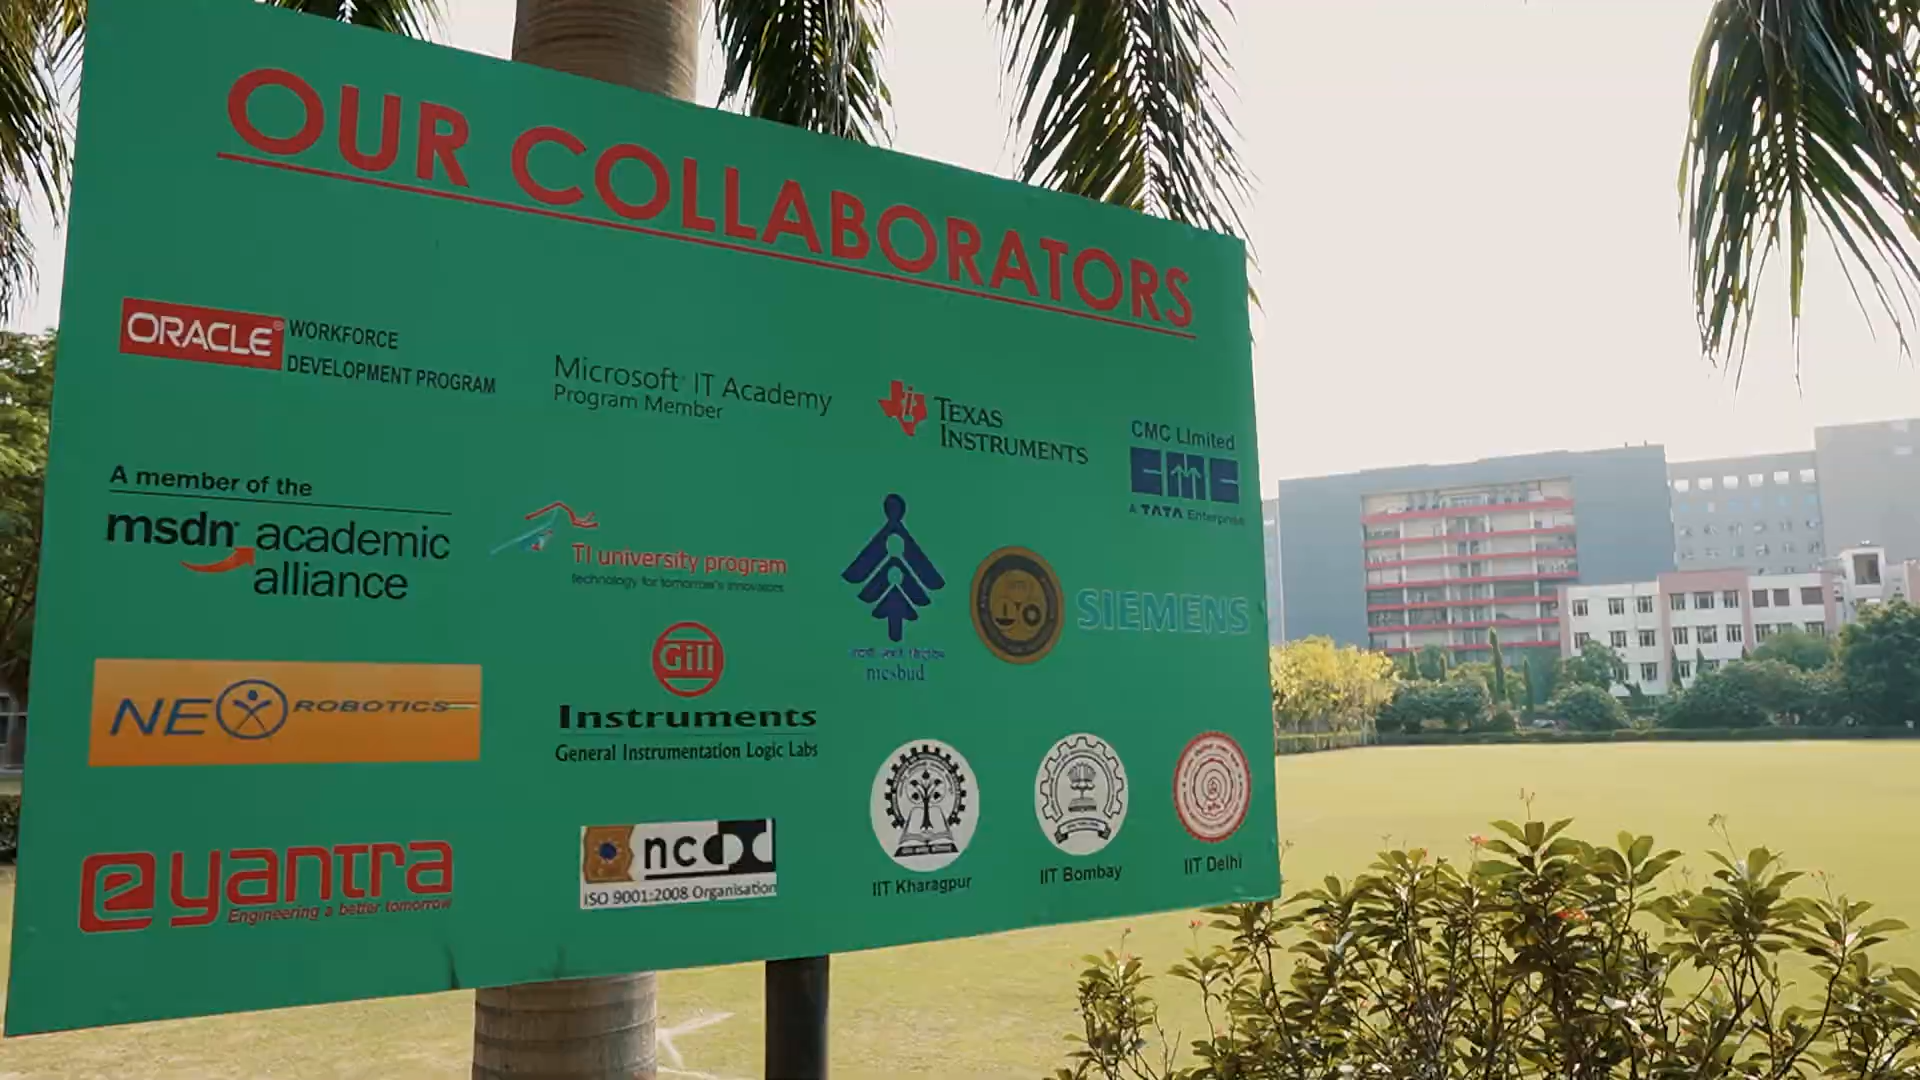 OUR COLLABORATORS
ORACLE® WORKFORCE
DEVELOPMENT PROGRAM
Microsoft IT Academy
Program Member
TEXAS
INSTRUMENTS
CMC LImited
CMC
A TATA Enterprise
A member of the
msdn academic
alliance
TI university program
technology for tomorrow's innovators
mesbud
SIEMENS
NEX ROBOTICS
Gill
Instruments
General Instrumentation Logic Labs
IIT Kharagpur
IIT Bombay
IIT Delhi
eyantra
Engineering a better tomorrow
ncdc
ISO 9001:2008 Organisation